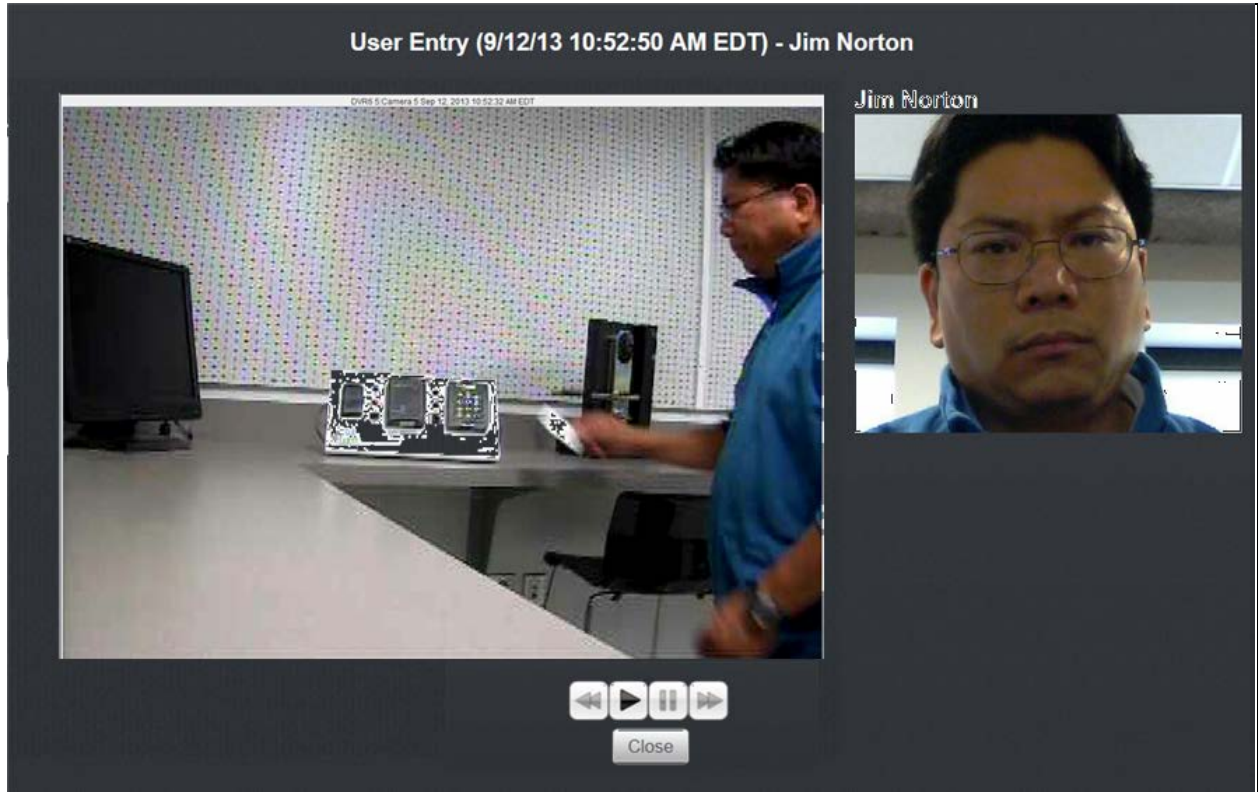 User Entry (9/12/13 10:52:50 AM EDT) - Jim Norton
DVR6 5:Camera 5 Sep 12, 2013 10:52:32 AM EDT
Jim Norton
Close